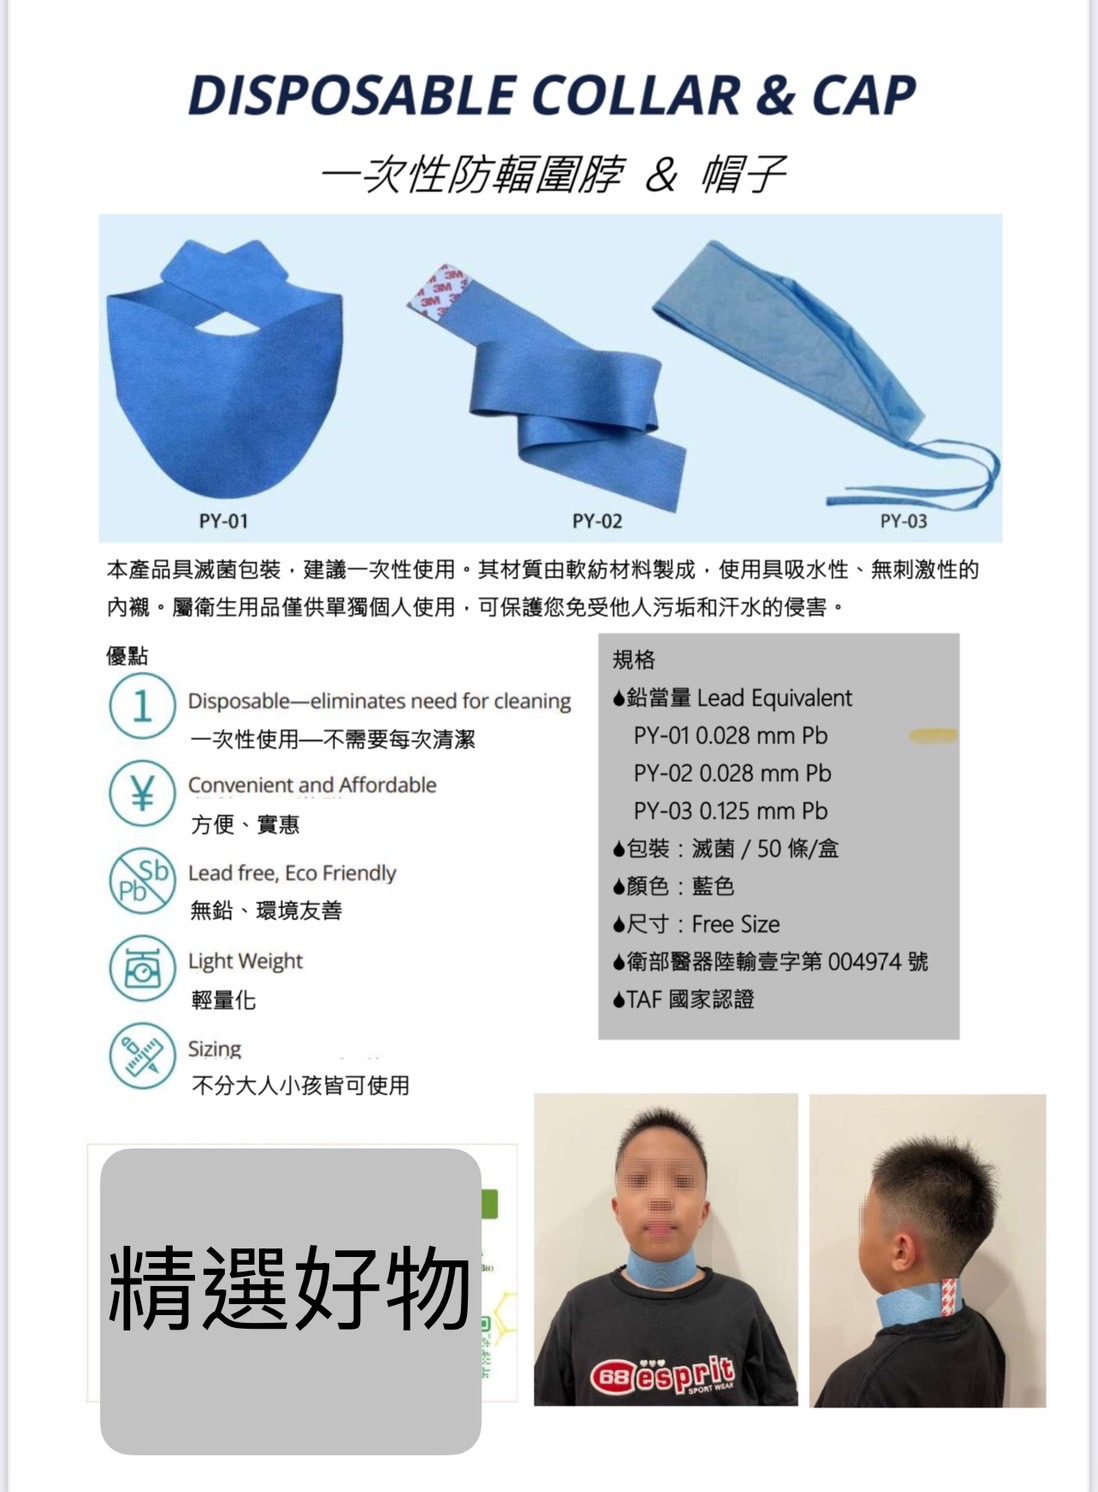 DISPOSABLE COLLAR & CAP
一次性防輻圍脖 & 帽子
3M
3M
3M
PY-01
PY-02
PY-03
本產品具滅菌包裝，建議一次性使用。其材質由軟紡材料製成，使用具吸水性、無刺激性的
內襯。屬衛生用品僅供單獨個人使用，可保護您免受他人污垢和汗水的侵害。
優點
1
Disposable—eliminates need for cleaning
一次性使用—不需要每次清潔
¥
Convenient and Affordable
方便、實惠
Sb
Pb
Lead free, Eco Friendly
無鉛、環境友善
Light Weight
輕量化
Sizing
不分大人小孩皆可使用
規格
鉛當量 Lead Equivalent
PY-01 0.028 mm Pb
PY-02 0.028 mm Pb
PY-03 0.125 mm Pb
包裝：滅菌 / 50 條/盒
顏色：藍色
尺寸：Free Size
衛部醫器陸輸壹字第 004974 號
TAF 國家認證
精選好物
68 esprit
SPORT WEAR